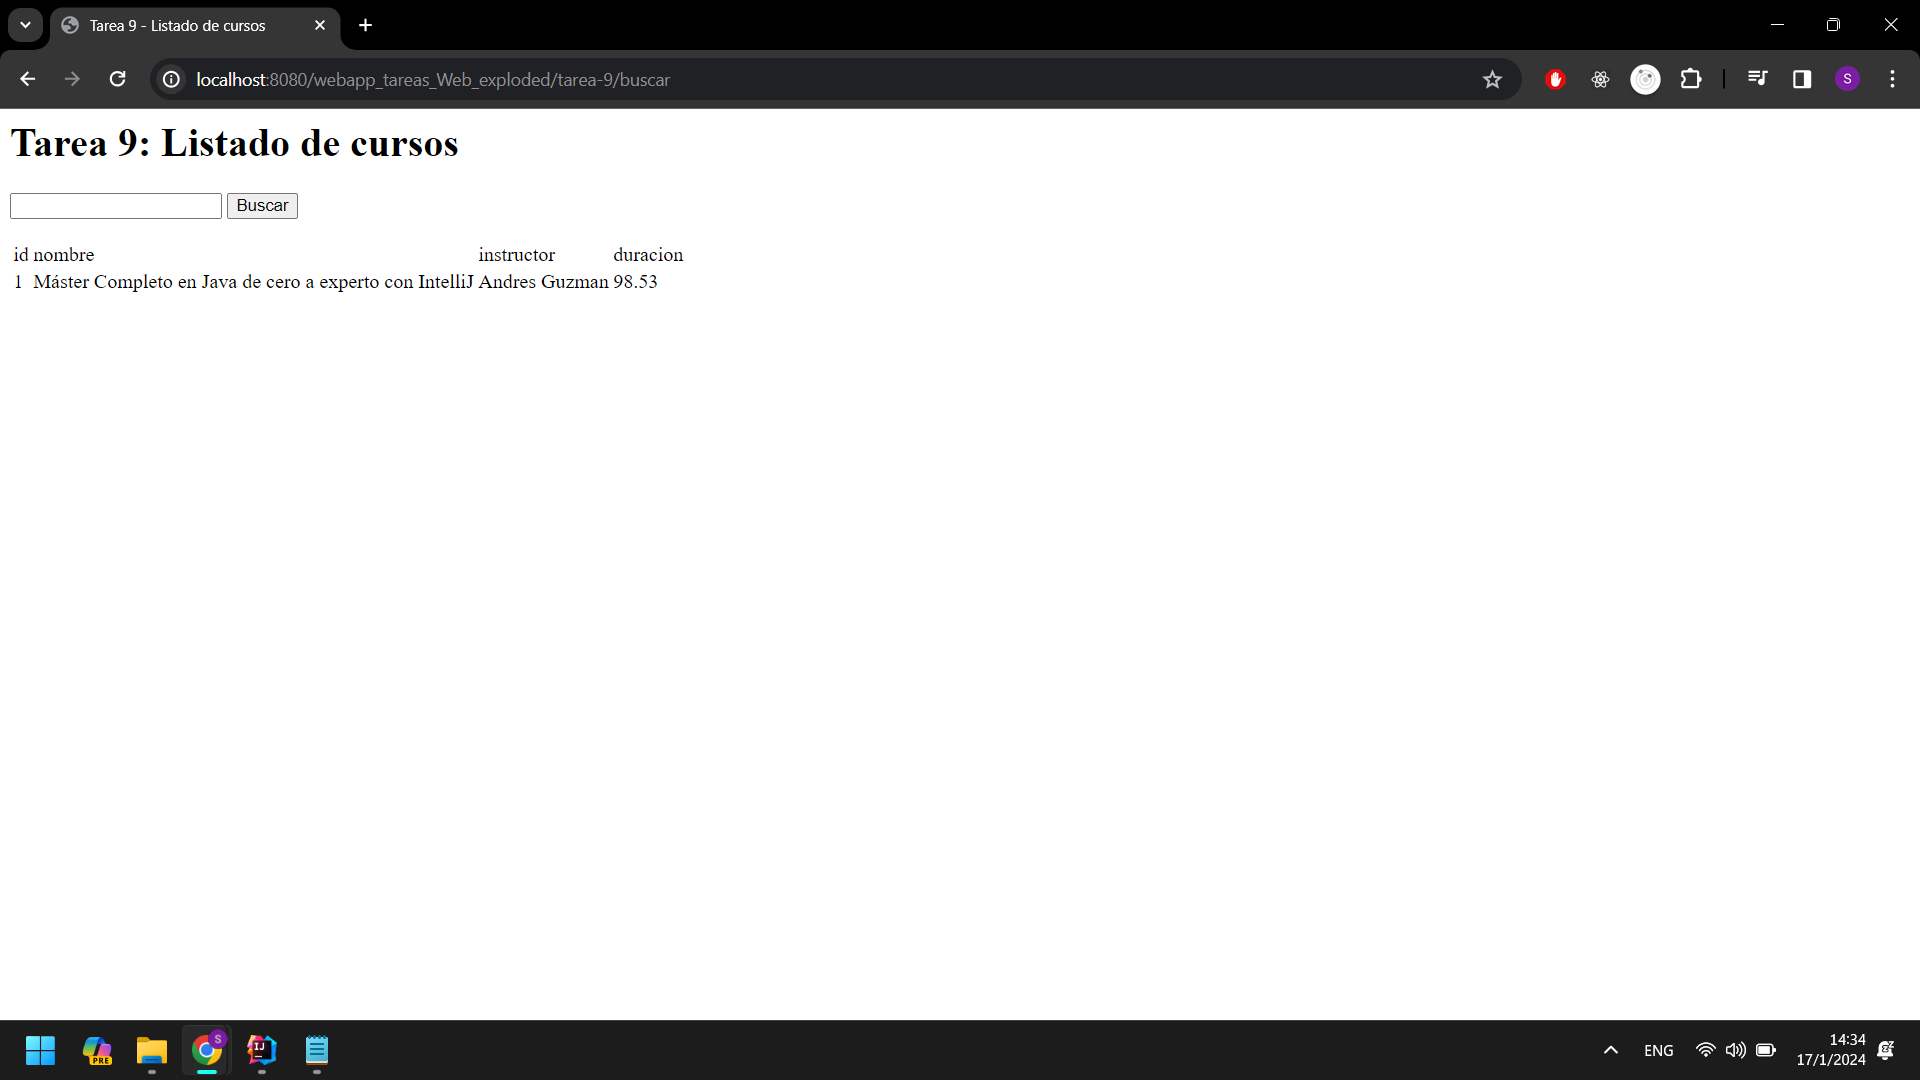 Tarea 9 - Listado de cursos
localhost:8080/webapp_tareas_Web_exploded/tarea-9/buscar
S
Tarea 9: Listado de cursos
Buscar
id nombre instructor duracion
1 Máster Completo en Java de cero a experto con IntelliJ Andres Guzman 98.53
PRE
S
IJ
ENG
14:34
17/1/2024